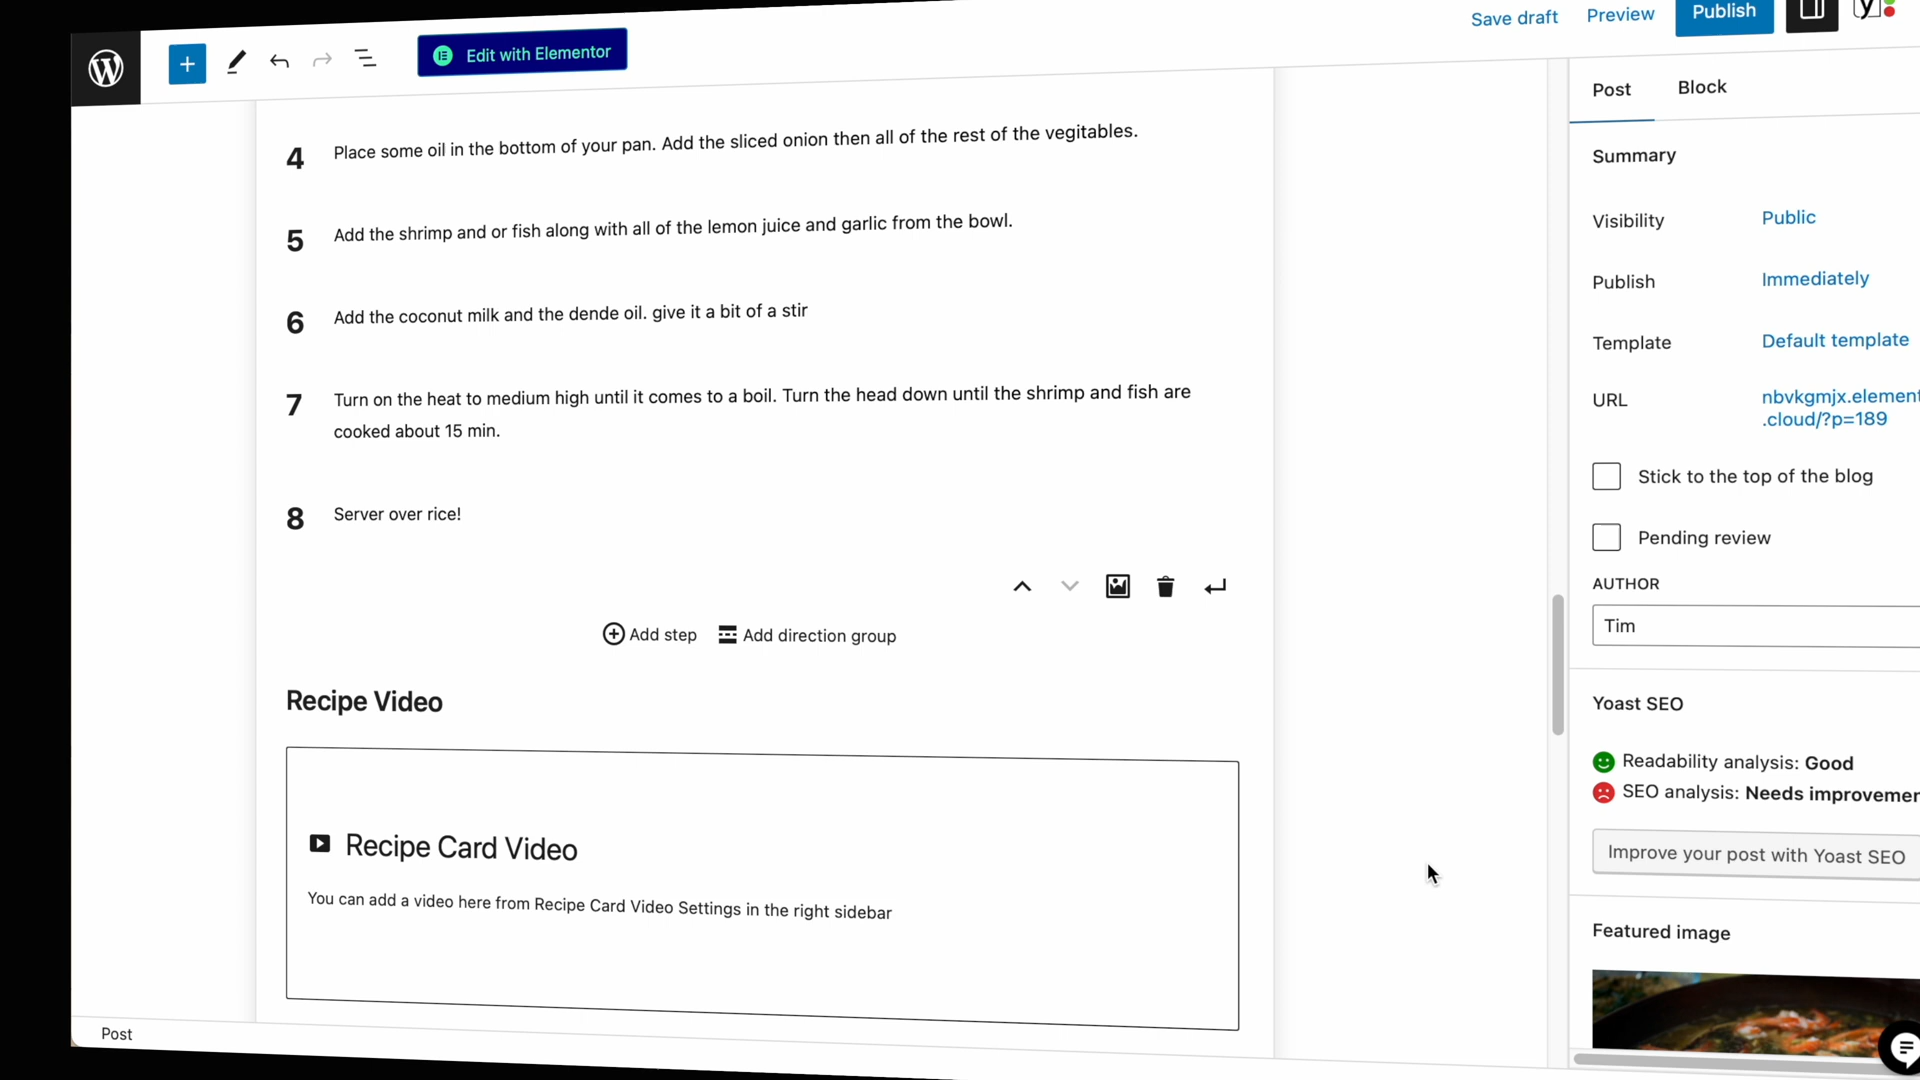 Save draft
Preview
Publish
Edit with Elementor
Post
Block
4
Place some oil in the bottom of your pan. Add the sliced onion then all of the rest of the vegitables.
5
Add the shrimp and or fish along with all of the lemon juice and garlic from the bowl.
6
Add the coconut milk and the dende oil. give it a bit of a stir
7
Turn on the heat to medium high until it comes to a boil. Turn the head down until the shrimp and fish are
cooked about 15 min.
8
Server over rice!
Add step
Add direction group
Recipe Video
Recipe Card Video
You can add a video here from Recipe Card Video Settings in the right sidebar
Post
Summary
Visibility
Public
Publish
Immediately
Template
Default template
URL
nbvkgmjx.element
.cloud/?p=189
Stick to the top of the blog
Pending review
AUTHOR
Tim
Yoast SEO
Readability analysis: Good
SEO analysis: Needs improvemen
Improve your post with Yoast SEO
Featured image